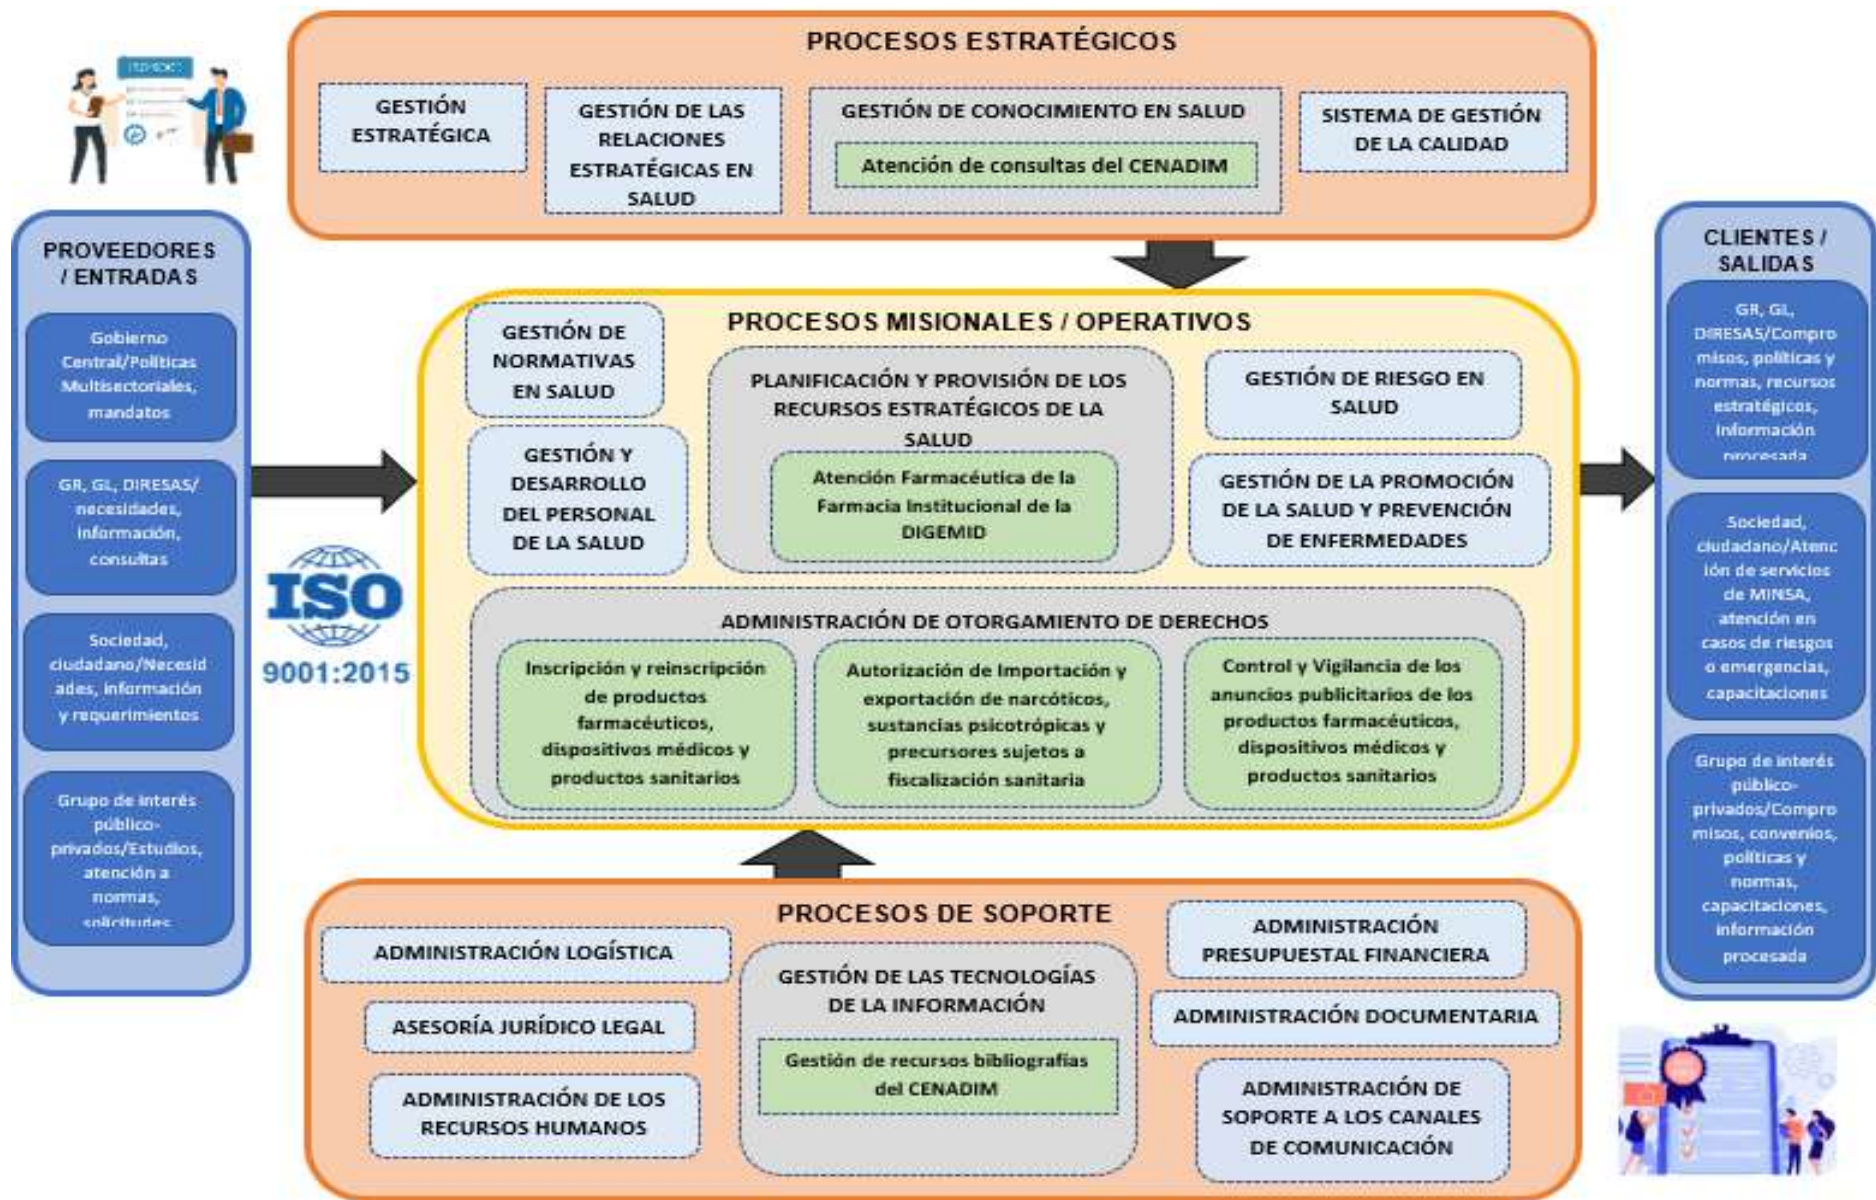 PROCESOS ESTRATÉGICOS
GESTIÓN
ESTRATÉGICA
GESTIÓN DE LAS
RELACIONES
ESTRATÉGICAS EN
SALUD
GESTIÓN DE CONOCIMIENTO EN SALUD
Atención de consultas del CENADIM
SISTEMA DE GESTIÓN
DE LA CALIDAD
PROVEEDORES
/ ENTRADAS
Gobierno
Central/Políticas
Multisectoriales,
mandatos
GR, GL, DIRESAS/
necesidades,
información,
consultas
Sociedad,
ciudadano/Necesid
ades, información
y requerimientos
Grupo de interés
público-
privados/Estudios,
atención a
normas,
solicitudes
ISO
9001:2015
PROCESOS MISIONALES / OPERATIVOS
GESTIÓN DE
NORMATIVAS
EN SALUD
GESTIÓN Y
DESARROLLO
DEL PERSONAL
DE LA SALUD
PLANIFICACIÓN Y PROVISIÓN DE LOS
RECURSOS ESTRATÉGICOS DE LA
SALUD
Atención Farmacéutica de la
Farmacia Institucional de la
DIGEMID
GESTIÓN DE RIESGO EN
SALUD
GESTIÓN DE LA PROMOCIÓN
DE LA SALUD Y PREVENCIÓN
DE ENFERMEDADES
ADMINISTRACIÓN DE OTORGAMIENTO DE DERECHOS
Inscripción y reinscripción
de productos
farmacéuticos,
dispositivos médicos y
productos sanitarios
Autorización de Importación y
exportación de narcóticos,
sustancias psicotrópicas y
precursores sujetos a
fiscalización sanitaria
Control y Vigilancia de los
anuncios publicitarios de los
productos farmacéuticos,
dispositivos médicos y
productos sanitarios
CLIENTES /
SALIDAS
GR, GL,
DIRESAS/Compro
misos, políticas y
normas, recursos
estratégicos,
información
procesada
Sociedad,
ciudadano/Atenc
ión de servicios
de MINSA,
atención en
casos de riesgos
o emergencias,
capacitaciones
Grupo de interés
público-
privados/Compro
misos, convenios,
políticas y
normas,
capacitaciones,
información
procesada
PROCESOS DE SOPORTE
ADMINISTRACIÓN LOGÍSTICA
ASESORÍA JURÍDICO LEGAL
ADMINISTRACIÓN DE LOS
RECURSOS HUMANOS
GESTIÓN DE LAS TECNOLOGÍAS
DE LA INFORMACIÓN
Gestión de recursos bibliografías
del CENADIM
ADMINISTRACIÓN
PRESUPUESTAL FINANCIERA
ADMINISTRACIÓN DOCUMENTARIA
ADMINISTRACIÓN DE
SOPORTE A LOS CANALES
DE COMUNICACIÓN